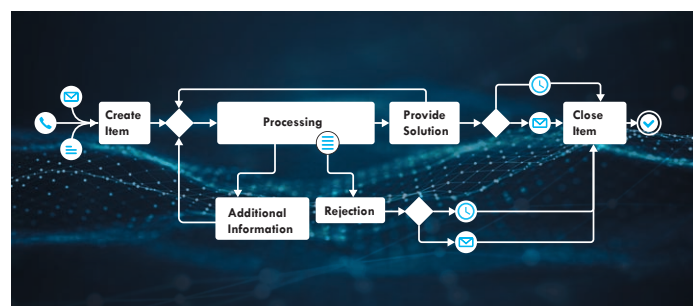 Create
Item
Processing
Provide
Solution
Close
Item
Additional
Information
Rejection